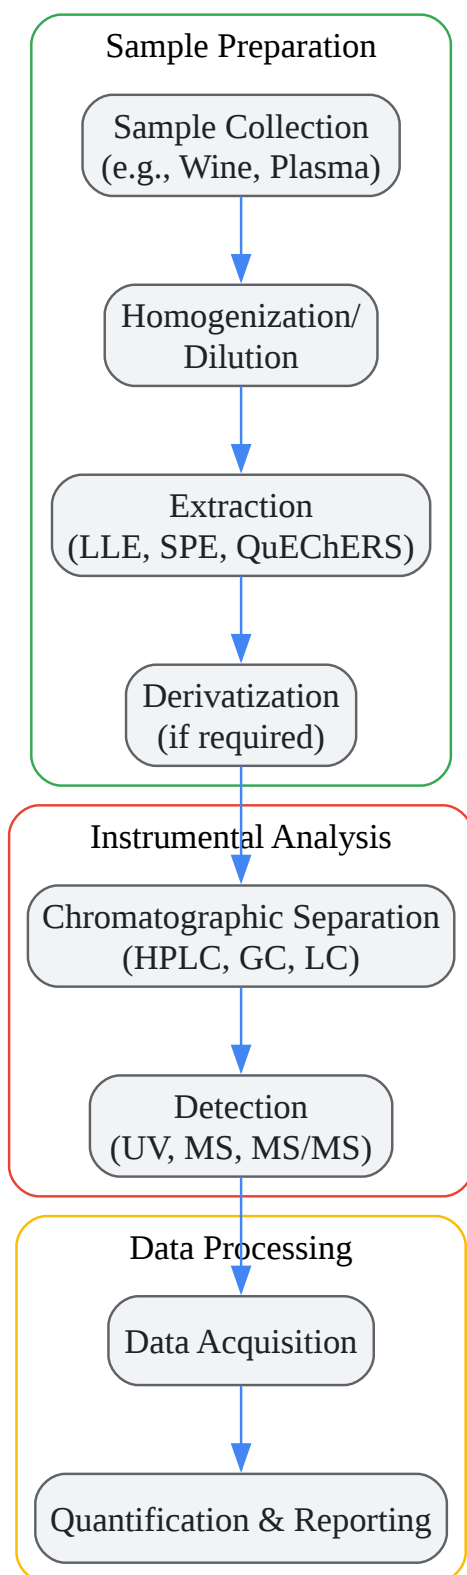 Sample Preparation
Sample Collection
(e.g., Wine, Plasma)
Homogenization/
Dilution
Extraction
(LLE, SPE, QuEChERS)
Derivatization
(if required)
Instrumental Analysis
Chromatographic Separation
(HPLC, GC, LC)
Detection
(UV, MS, MS/MS)
Data Processing
Data Acquisition
Quantification & Reporting